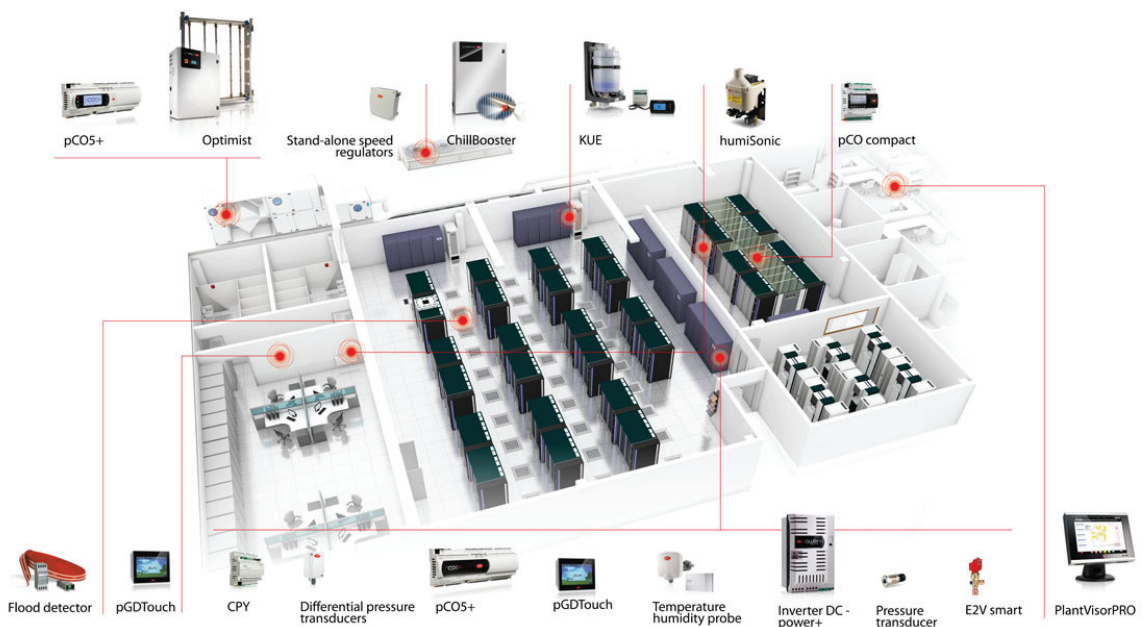 pCO5+
Optimist
Stand-alone speed
regulators
ChillBooster
KUE
humiSonic
pCO compact
Flood detector
pGDTouch
CPY
Differential pressure
transducers
pCO5+
pGDTouch
Temperature
humidity probe
Inverter DC -
power+
Pressure
transducer
E2V smart
PlantVisorPRO